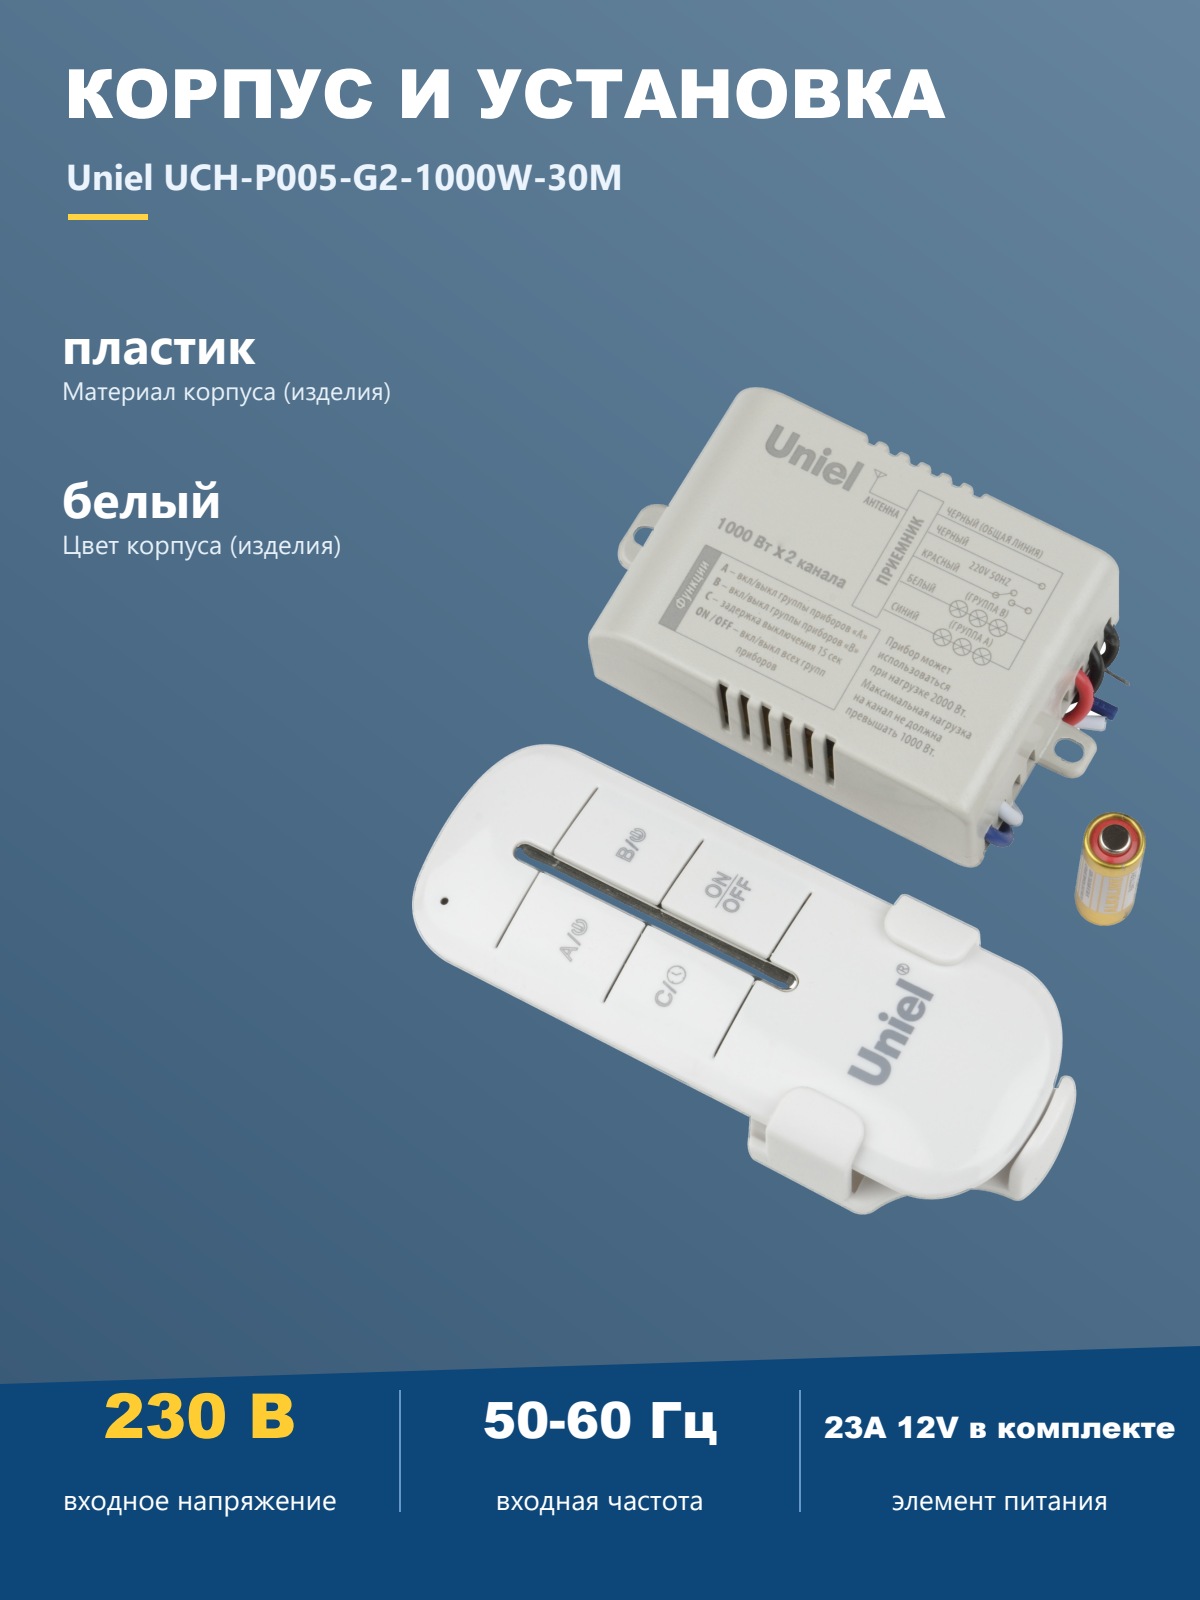 КОРПУС И УСТАНОВКА
Uniel UCH-P005-G2-1000W-30M
пластик
Материал корпуса (изделия)
белый
Цвет корпуса (изделия)
Uniel
АНТЕННА
ПРИЕМНИК
ЧЕРНЫЙ (ОБЩАЯ ЛИНИЯ)
ЧЕРНЫЙ
КРАСНЫЙ
220V 50HZ
БЕЛЫЙ
(ГРУППА В)
СИНИЙ
(ГРУППА А)
1000 Вт x 2 канала
Функции
A – вкл/выкл группы приборов «А»
B – вкл/выкл группы приборов «В»
C – задержка выключения 15 сек
ON / OFF – вкл/выкл всех групп
приборов
Прибор может
использоваться
при нагрузке 2000 Вт.
Максимальная нагрузка
на канал не должна
превышать 1000 Вт.
B/
ON
OFF
A/
C/
Uniel®
230 В
входное напряжение
50-60 Гц
входная частота
23A 12V в комплекте
элемент питания